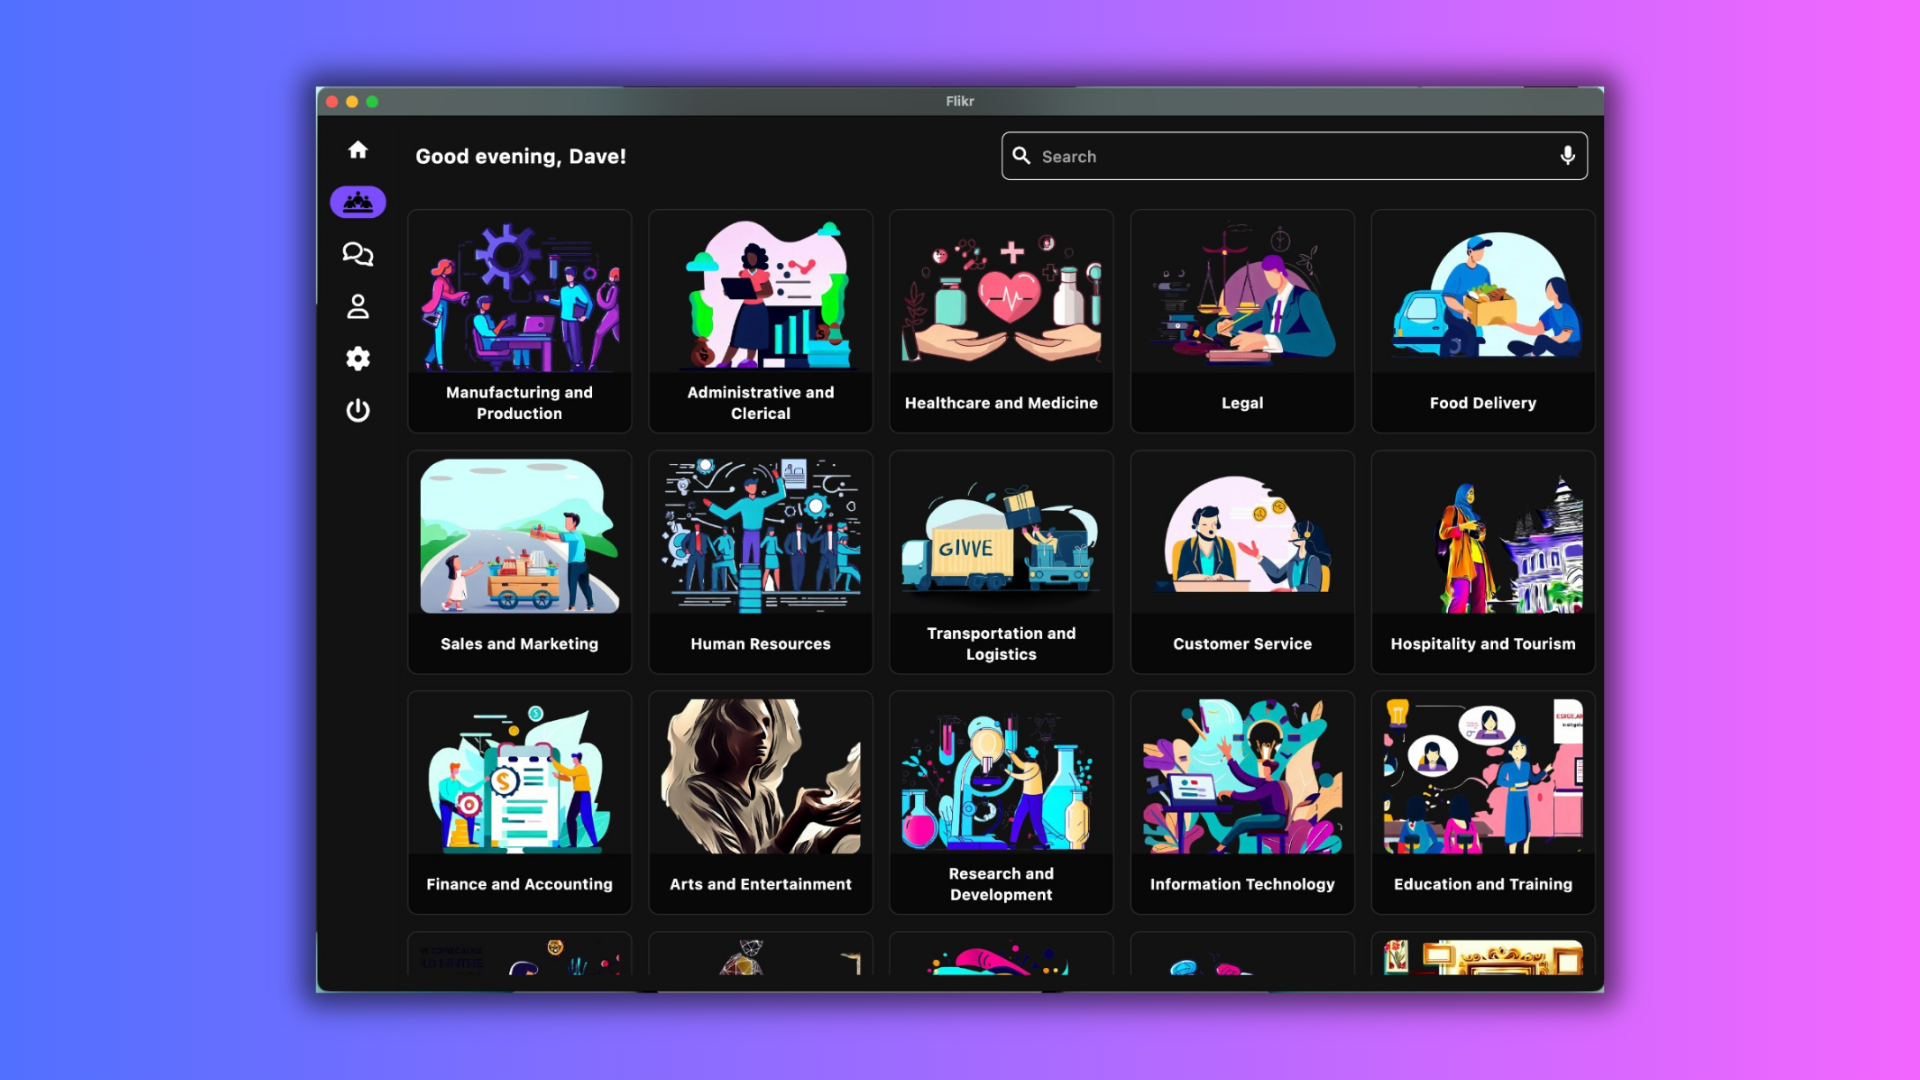 Flikr
Good evening, Dave!
Search
Manufacturing and
Production
Administrative and
Clerical
Healthcare and Medicine
Legal
Food Delivery
GIVVE
Sales and Marketing
Human Resources
Transportation and
Logistics
Customer Service
Hospitality and Tourism
Finance and Accounting
Arts and Entertainment
Research and
Development
Information Technology
Education and Training